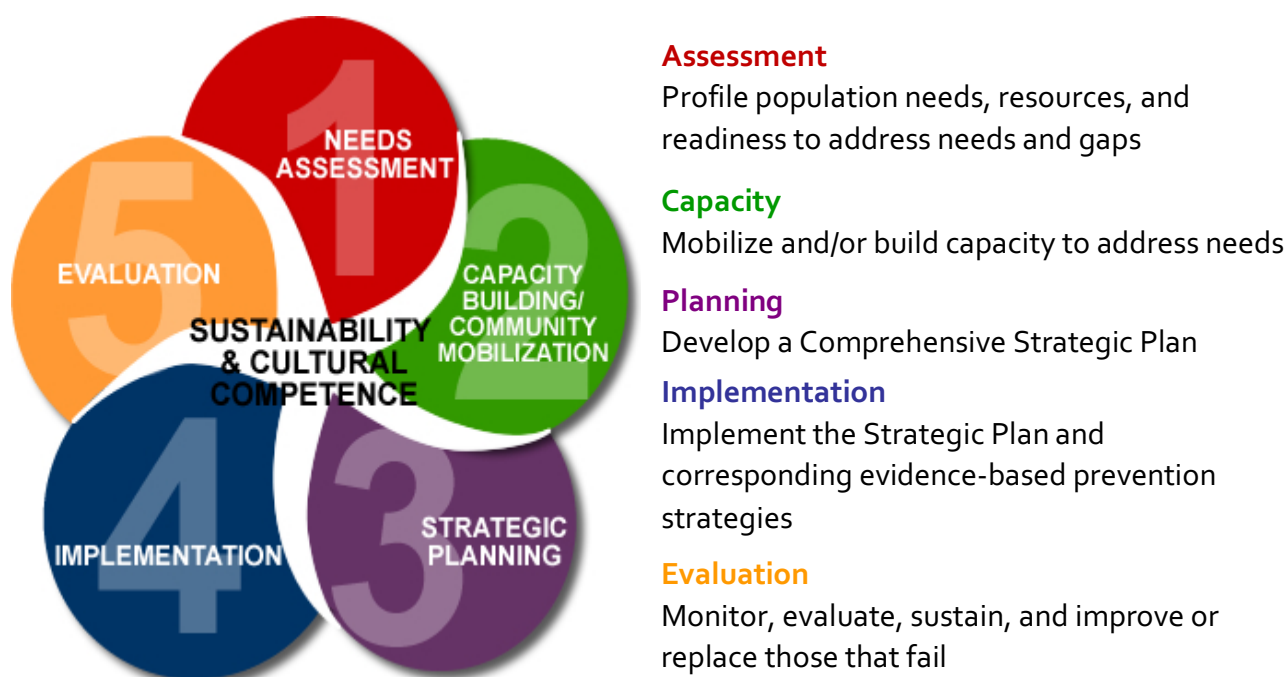 1
NEEDS
ASSESSMENT
2
CAPACITY
BUILDING/
COMMUNITY
MOBILIZATION
3
STRATEGIC
PLANNING
4
IMPLEMENTATION
5
EVALUATION
SUSTAINABILITY
& CULTURAL
COMPETENCE
Assessment
Profile population needs, resources, and
readiness to address needs and gaps
Capacity
Mobilize and/or build capacity to address needs
Planning
Develop a Comprehensive Strategic Plan
Implementation
Implement the Strategic Plan and
corresponding evidence-based prevention
strategies
Evaluation
Monitor, evaluate, sustain, and improve or
replace those that fail